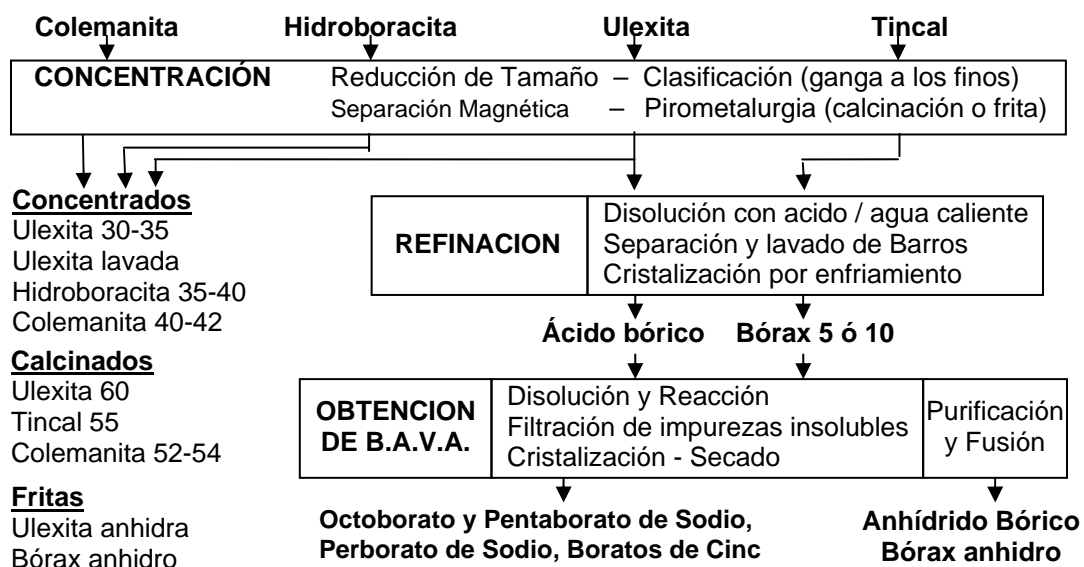 Colemanita Hidroboracita Ulexita Tincal
CONCENTRACIÓN Reducción de Tamaño – Clasificación (ganga a los finos)
Separación Magnética – Pirometalurgia (calcinación o frita)
Concentrados
Ulexita 30-35
Ulexita lavada
Hidroboracita 35-40
Colemanita 40-42
Calcinados
Ulexita 60
Tincal 55
Colemanita 52-54
Fritas
Ulexita anhidra
Bórax anhidro
REFINACION
Disolución con acido / agua caliente
Separación y lavado de Barros
Cristalización por enfriamiento
Ácido bórico Bórax 5 ó 10
OBTENCION
DE B.A.V.A.
Disolución y Reacción
Filtración de impurezas insolubles
Cristalización - Secado
Purificación
y Fusión
Octoborato y Pentaborato de Sodio,
Perborato de Sodio, Boratos de Cinc
Anhídrido Bórico
Bórax anhidro